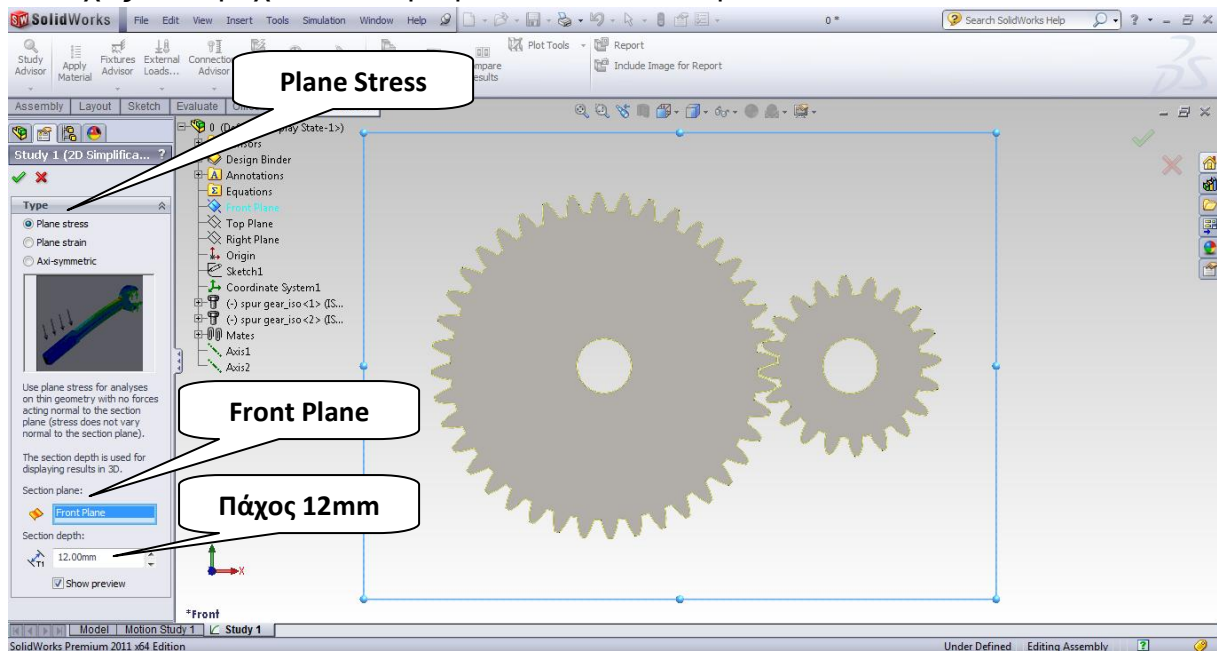 SolidWorks File Edit View Insert Tools Simulation Window Help 0 * Search SolidWorks Help
Study Advisor
Apply Material
Fixtures Advisor
External Loads...
Connections Advisor
Plot Tools
Report
Include Image for Report
Plane Stress
Assembly Layout Sketch Evaluate
Study 1 (2D Simplifica... ?
Type
Plane stress
Plane strain
Axi-symmetric
Use plane stress for analyses
on thin geometry with no forces
acting normal to the section
plane (stress does not vary
normal to the section plane).
The section depth is used for
displaying results in 3D.
Section plane:
Front Plane
Section depth:
12.00mm
Show preview
Design Binder
Annotations
Equations
Front Plane
Top Plane
Right Plane
Origin
Sketch1
Coordinate System1
(-) spur gear_iso<1> (IS...
(-) spur gear_iso<2> (IS...
Mates
Axis1
Axis2
Front Plane
Πάχος 12mm
X
*Front
Model Motion Study 1 Study 1
SolidWorks Premium 2011 x64 Edition Under Defined Editing Assembly